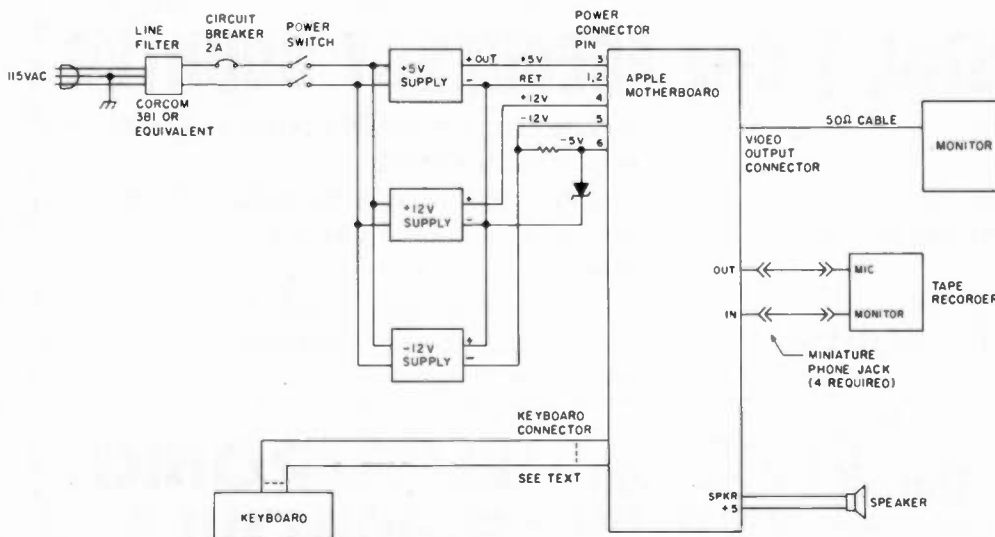 115VAC
LINE
FILTER
CORCOM
3BI OR
EQUIVALENT
CIRCUIT
BREAKER
2A
POWER
SWITCH
+5V
SUPPLY
+ OUT
-
+5V
RET
+12V
-12V
-5V
POWER
CONNECTOR
PIN
3
1,2
4
5
6
APPLE
MOTHERBOARD
+12V
SUPPLY
+
-
-12V
SUPPLY
+
-
VIDEO
OUTPUT
CONNECTOR
50Ω CABLE
MONITOR
OUT
IN
MIC
MONITOR
TAPE
RECORDER
MINIATURE
PHONE JACK
(4 REQUIRED)
KEYBOARD
CONNECTOR
SEE TEXT
KEYBOARD
SPKR
+5
SPEAKER